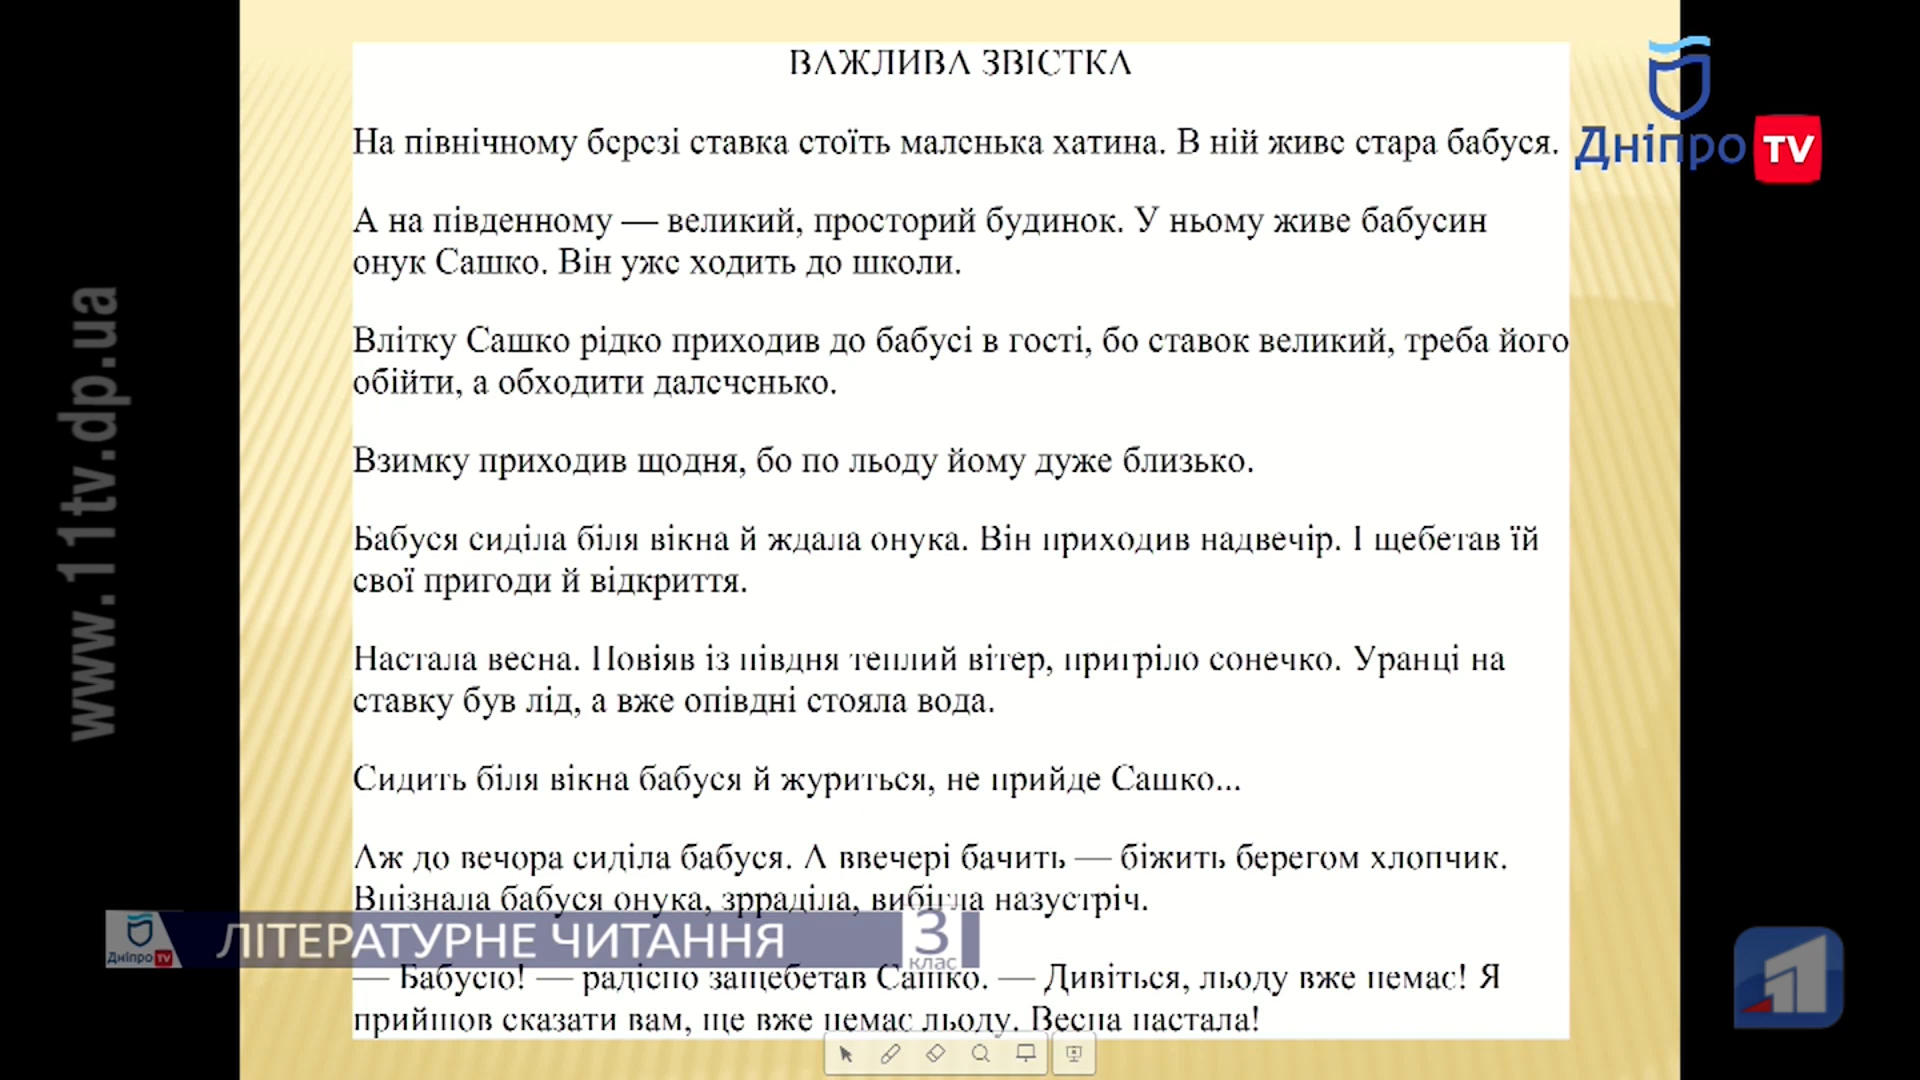 ВАЖЛИВА ЗВІСТКА
На північному березі ставка стоїть маленька хатина. В ній живе стара бабуся.
А на південному — великий, просторий будинок. У ньому живе бабусин
онук Сашко. Він уже ходить до школи.
Влітку Сашко рідко приходив до бабусі в гості, бо ставок великий, треба його
обійти, а обходити далеченько.
Взимку приходив щодня, бо по льоду йому дуже близько.
Бабуся сиділа біля вікна й ждала онука. Він приходив надвечір. І щебетав їй
свої пригоди й відкриття.
Настала весна. Повіяв із півдня теплий вітер, пригріло сонечко. Уранці на
ставку був лід, а вже опівдні стояла вода.
Сидить біля вікна бабуся й журиться, не прийде Сашко...
Аж до вечора сиділа бабуся. А ввечері бачить — біжить берегом хлопчик.
Впізнала бабуся онука, зрраділа, вибігла назустріч.
— Бабусю! — радісно защебетав Сашко. — Дивіться, льоду вже немає! Я
прийшов сказати вам, ще вже немає льоду. Весна настала!
Дніпро TV
www.11tv.dp.ua
Дніпро TV
ЛІТЕРАТУРНЕ ЧИТАННЯ
3
клас
11